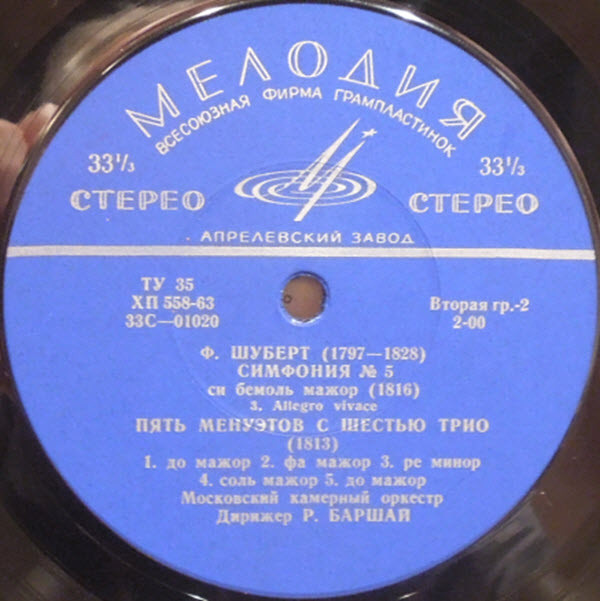 МЕЛОДИЯ
ВСЕСОЮЗНАЯ ФИРМА ГРАМПЛАСТИНОК
33⅓ 33⅓
СТЕРЕО СТЕРЕО
АПРЕЛЕВСКИЙ ЗАВОД
ТУ 35
ХП 558-63
33С—01020
Вторая гр.-2
2-00
Ф. ШУБЕРТ (1797—1828)
СИМФОНИЯ № 5
си бемоль мажор (1816)
3. Allegro vivace
ПЯТЬ МЕНУЭТОВ С ШЕСТЬЮ ТРИО
(1813)
1. до мажор 2. фа мажор 3. ре минор
4. соль мажор 5. до мажор
Московский камерный оркестр
Дирижер Р. БАРШАЙ